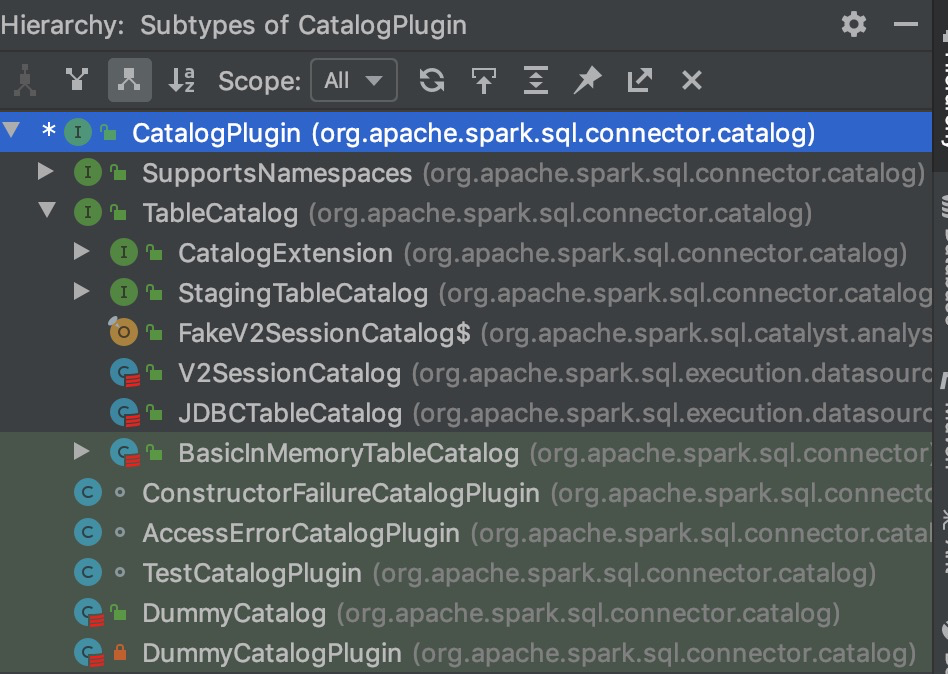 Hierarchy: Subtypes of CatalogPlugin
Scope: All
* I CatalogPlugin (org.apache.spark.sql.connector.catalog)
I SupportsNamespaces (org.apache.spark.sql.connector.catalog)
I TableCatalog (org.apache.spark.sql.connector.catalog)
I CatalogExtension (org.apache.spark.sql.connector.catalog)
I StagingTableCatalog (org.apache.spark.sql.connector.catalog
O FakeV2SessionCatalog$ (org.apache.spark.sql.catalyst.analys
C V2SessionCatalog (org.apache.spark.sql.execution.datasourc
C JDBCTableCatalog (org.apache.spark.sql.execution.datasourc
C BasicInMemoryTableCatalog (org.apache.spark.sql.connector
C ConstructorFailureCatalogPlugin (org.apache.spark.sql.connectc
C AccessErrorCatalogPlugin (org.apache.spark.sql.connector.catal
C TestCatalogPlugin (org.apache.spark.sql.connector.catalog)
C DummyCatalog (org.apache.spark.sql.connector.catalog)
C DummyCatalogPlugin (org.apache.spark.sql.connector.catalog)